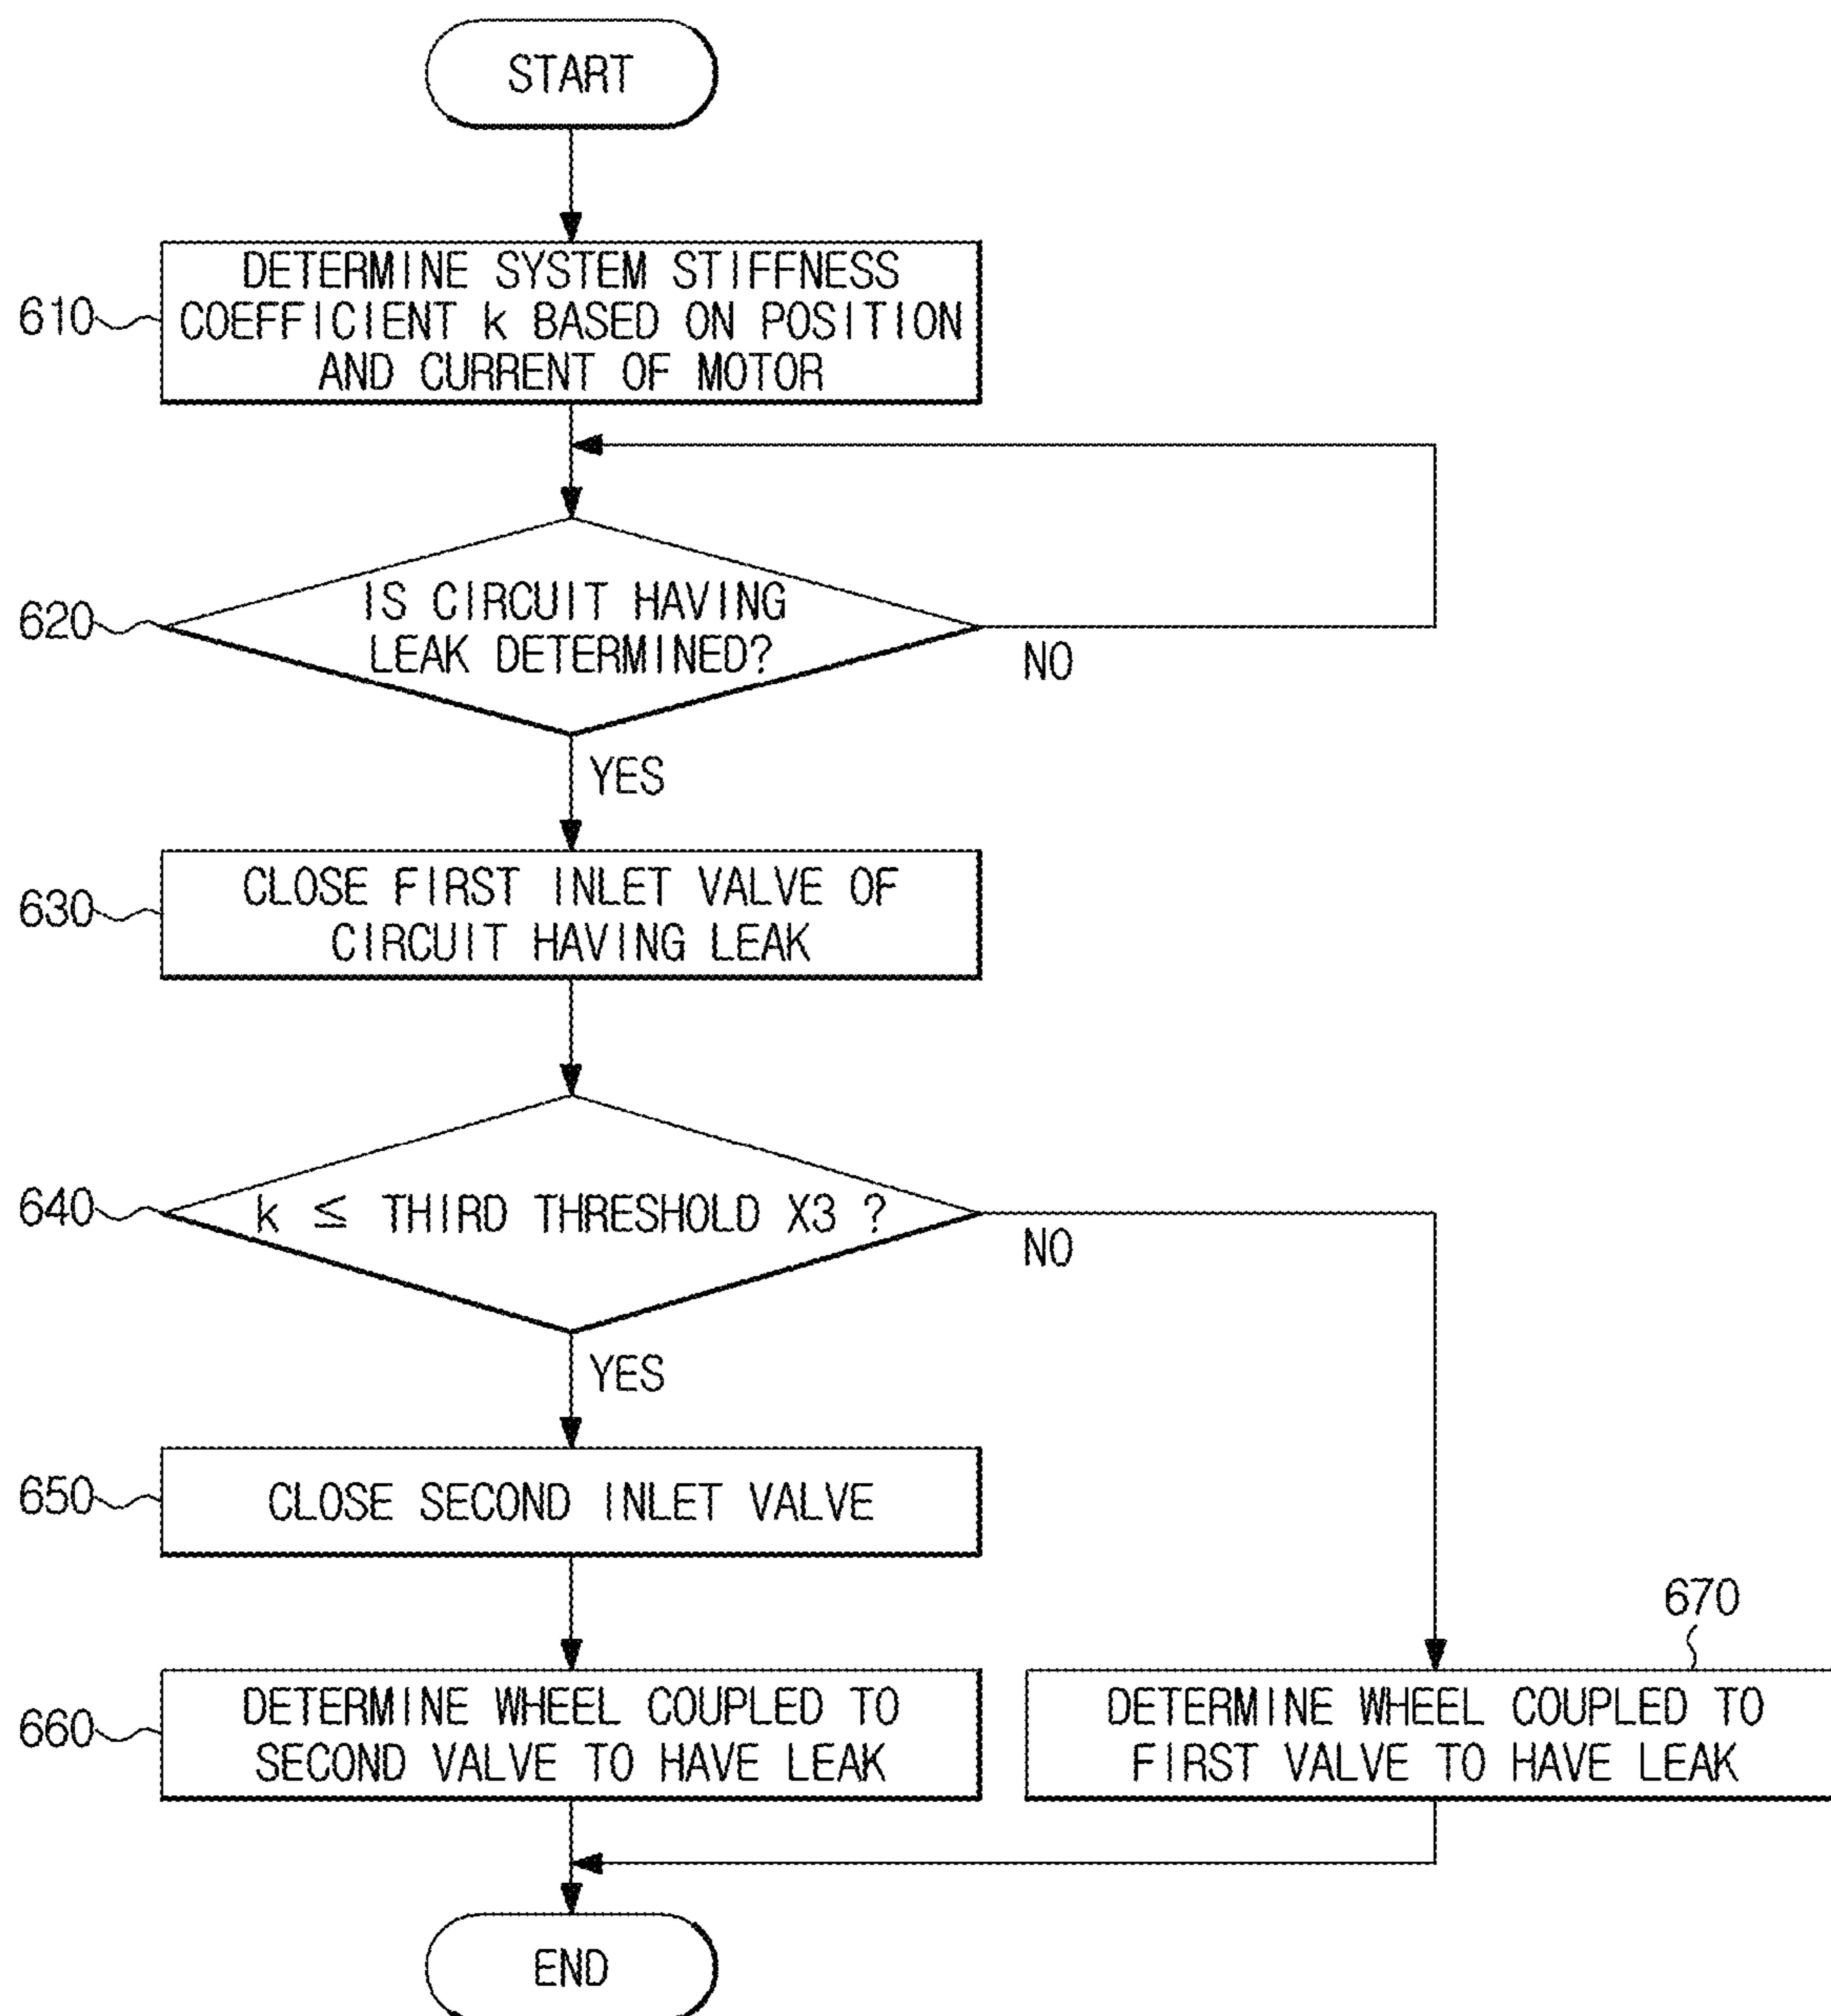 START
DETERMINE SYSTEM STIFFNESS
COEFFICIENT k BASED ON POSITION
AND CURRENT OF MOTOR
610
IS CIRCUIT HAVING
LEAK DETERMINED?
620
NO
YES
CLOSE FIRST INLET VALVE OF
CIRCUIT HAVING LEAK
630
k ≤ THIRD THRESHOLD X3 ?
640
NO
YES
CLOSE SECOND INLET VALVE
650
670
DETERMINE WHEEL COUPLED TO
SECOND VALVE TO HAVE LEAK
660
DETERMINE WHEEL COUPLED TO
FIRST VALVE TO HAVE LEAK
END